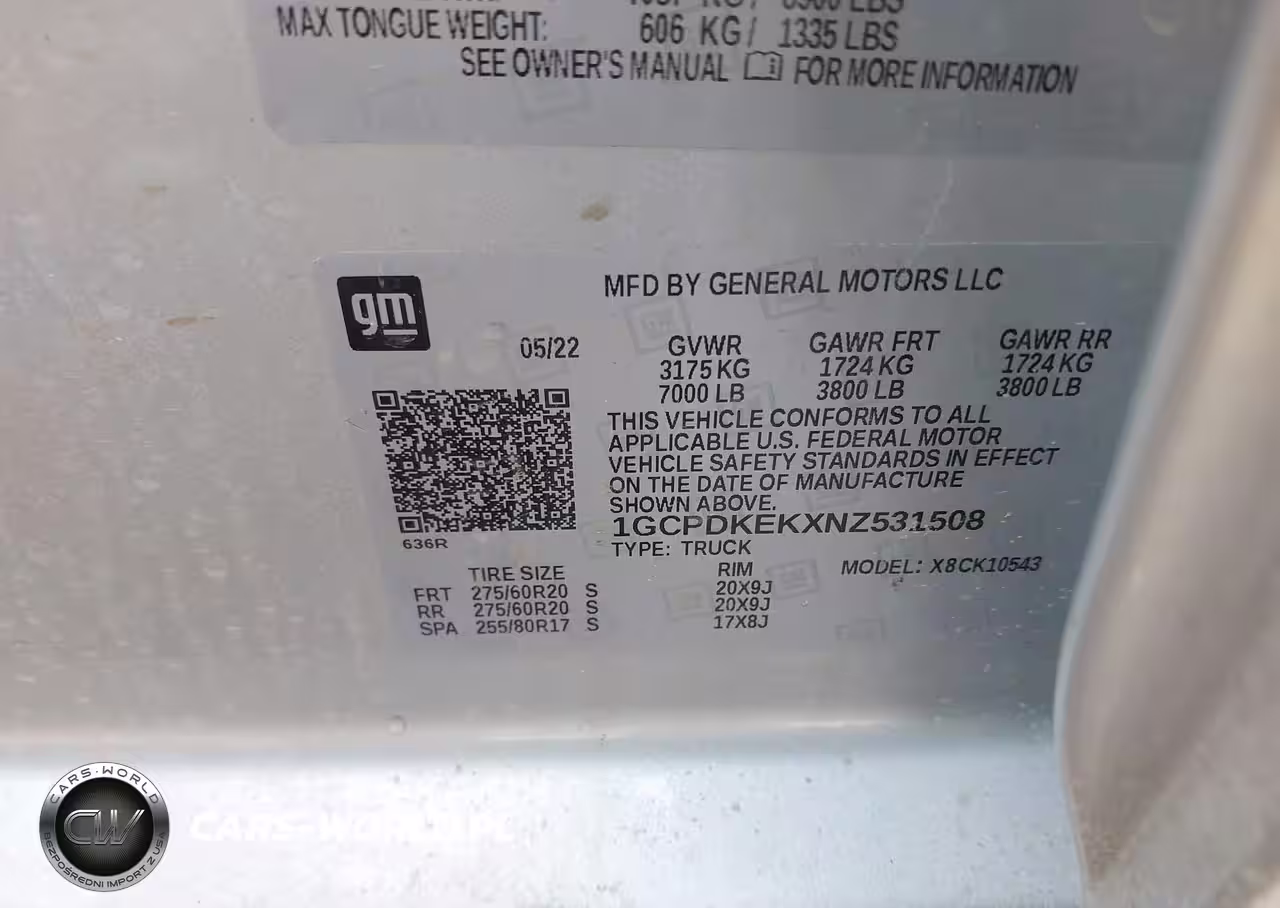 MAX TONGUE WEIGHT: 606 KG / 1335 LBS
SEE OWNER'S MANUAL FOR MORE INFORMATION
gm
MFD BY GENERAL MOTORS LLC
05/22
GVWR GAWR FRT GAWR RR
3175 KG 1724 KG 1724 KG
7000 LB 3800 LB 3800 LB
THIS VEHICLE CONFORMS TO ALL
APPLICABLE U.S. FEDERAL MOTOR
VEHICLE SAFETY STANDARDS IN EFFECT
ON THE DATE OF MANUFACTURE
SHOWN ABOVE.
1GCPDKEKXNZ531508
636R
TYPE: TRUCK
MODEL: X8CK10543
TIRE SIZE RIM
FRT 275/60R20 S 20X9J
RR 275/60R20 S 20X9J
SPA 255/80R17 S 17X8J
CARS-WORLD
CW
BEZPOŚREDNI IMPORT Z USA